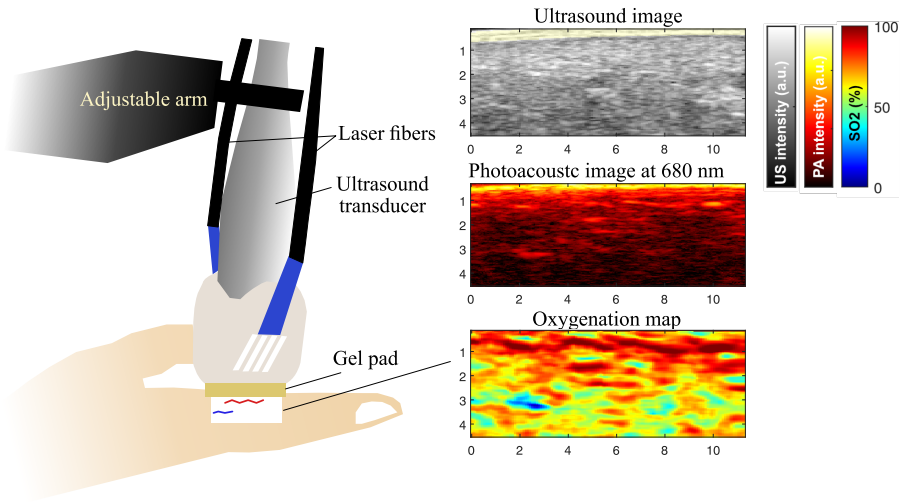 Adjustable arm
Laser fibers
Ultrasound
transducer
Gel pad
Ultrasound image
1
2
3
4
0 2 4 6 8 10
Photoacoustc image at 680 nm
1
2
3
4
0 2 4 6 8 10
Oxygenation map
1
2
3
4
0 2 4 6 8 10
US intensity (a.u.)
PA intensity (a.u.)
SO2 (%)
100
50
0